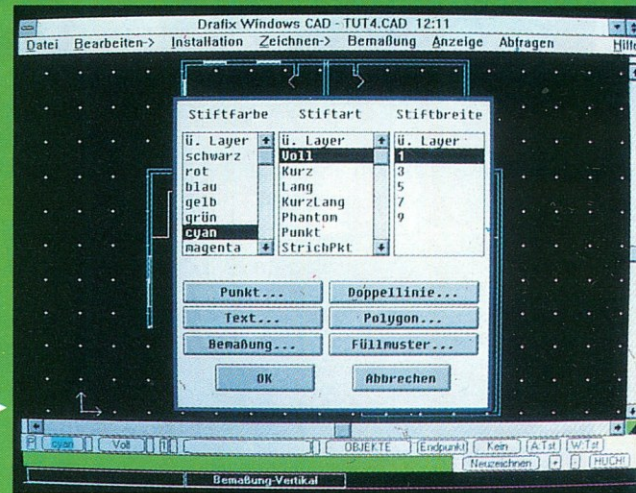 Drafix Windows CAD - TUT4.CAD 12:11
Datei Bearbeiten-> Installation Zeichnen-> Bemaßung Anzeige Abfragen Hilfe
Stiftfarbe Stiftart Stiftbreite
ü. Layer ü. Layer ü. Layer
schwarz Voll 1
rot Kurz 3
blau Lang 5
gelb KurzLang 7
grün Phantom 9
cyan Punkt
magenta StrichPkt
Punkt... Doppellinie...
Text... Polygon...
Bemaßung... Füllmuster...
OK Abbrechen
P cyan Voll 1 OBJEKTE Endpunkt Kein A:Tst W:Tst
Neuzeichnen + - HUCH!
Bemaßung-Vertikal